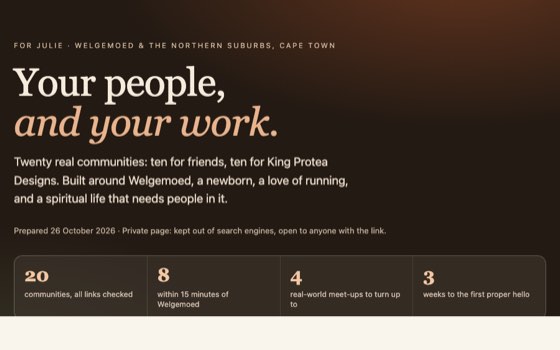 FOR JULIE · WELGEMOED & THE NORTHERN SUBURBS, CAPE TOWN
Your people,
and your work.
Twenty real communities: ten for friends, ten for King Protea
Designs. Built around Welgemoed, a newborn, a love of running,
and a spiritual life that needs people in it.
Prepared 26 October 2026 · Private page: kept out of search engines, open to anyone with the link.
20
communities, all links checked
8
within 15 minutes of
Welgemoed
4
real-world meet-ups to turn up
to
3
weeks to the first proper hello